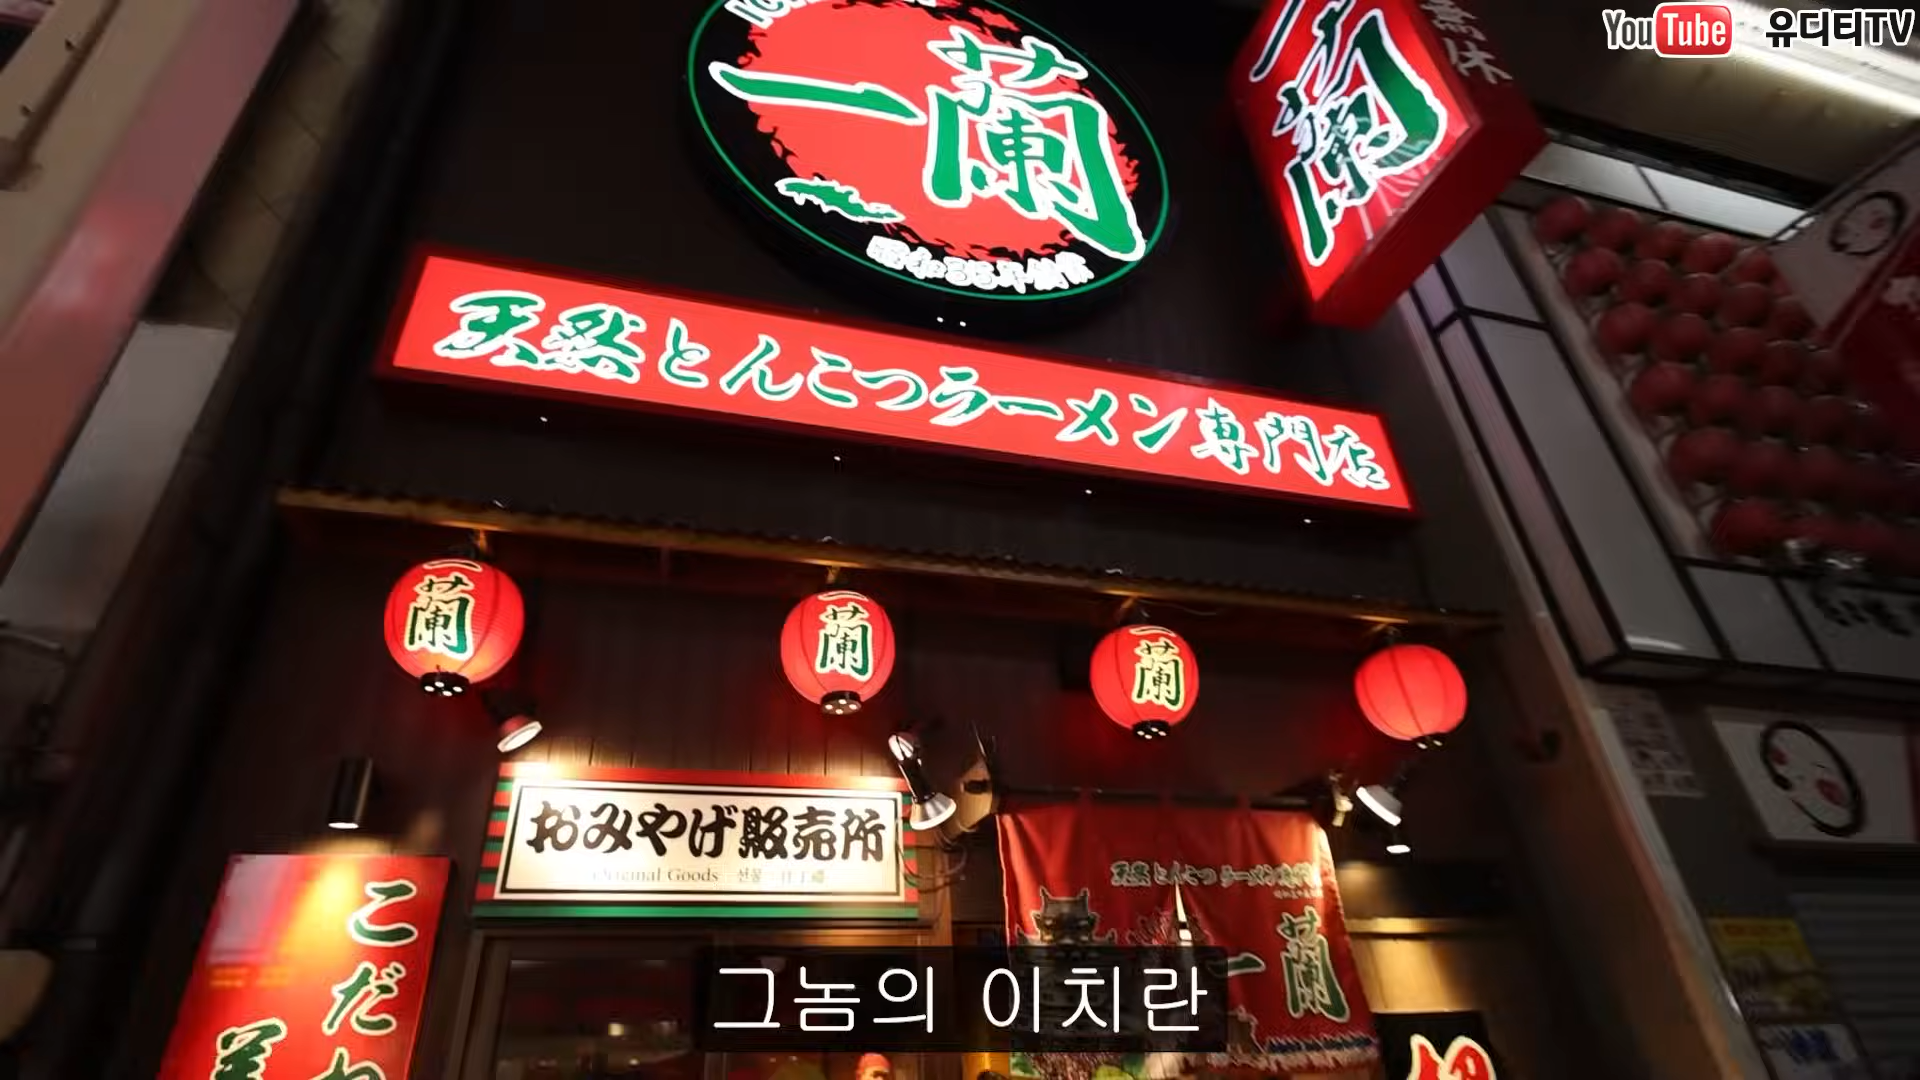 YouTube 유디티TV
一蘭
一蘭
天然とんこつラーメン専門店
一蘭
一蘭
一蘭
おみやげ販売所
Original Goods 선물
天然とんこつラーメン専門
一蘭
こだ
그놈의 이치란